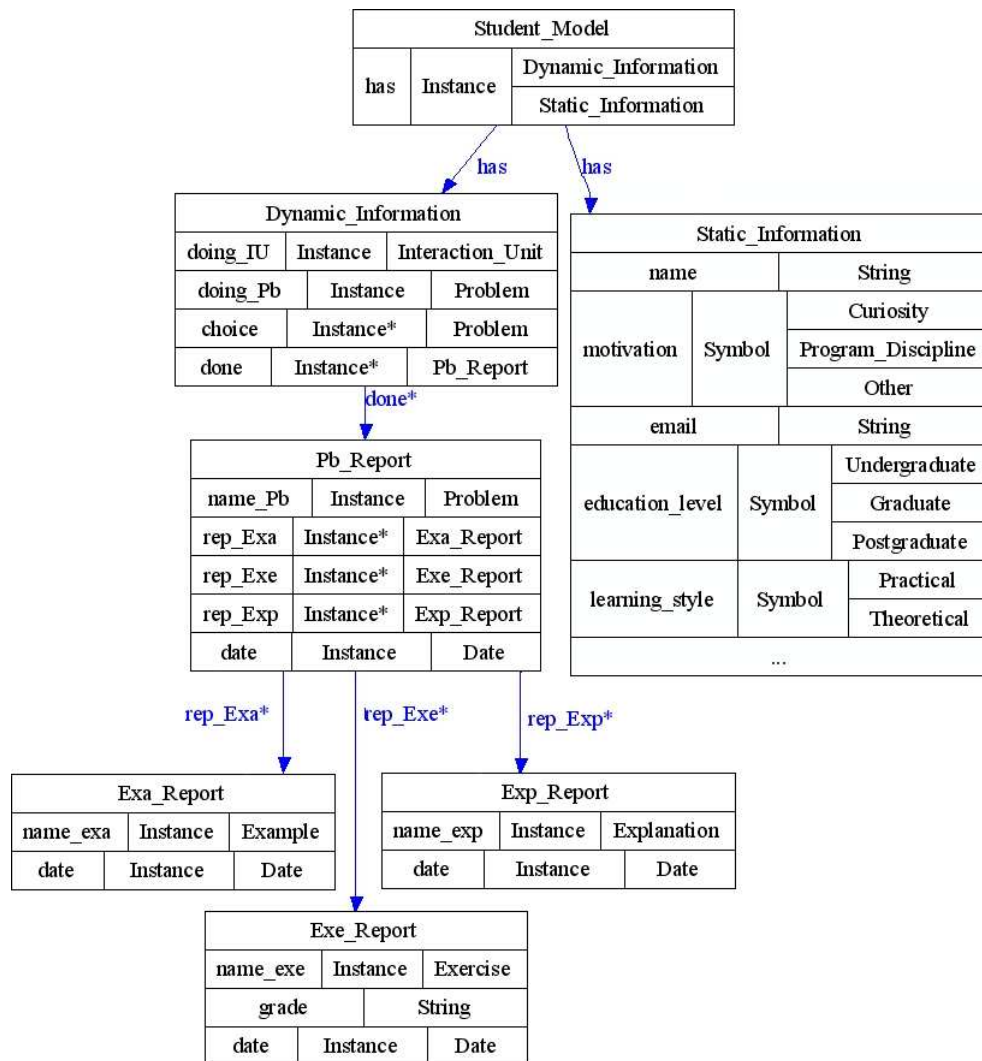 Student_Model
has Instance Dynamic_Information
Static_Information
has
has
Dynamic_Information
doing_IU Instance Interaction_Unit
doing_Pb Instance Problem
choice Instance* Problem
done Instance* Pb_Report
Static_Information
name String
motivation Symbol Curiosity
Program_Discipline
Other
email String
education_level Symbol Undergraduate
Graduate
Postgraduate
learning_style Symbol Practical
Theoretical
...
done*
Pb_Report
name_Pb Instance Problem
rep_Exa Instance* Exa_Report
rep_Exe Instance* Exe_Report
rep_Exp Instance* Exp_Report
date Instance Date
rep_Exa*
rep_Exe*
rep_Exp*
Exa_Report
name_exa Instance Example
date Instance Date
Exp_Report
name_exp Instance Explanation
date Instance Date
Exe_Report
name_exe Instance Exercise
grade String
date Instance Date